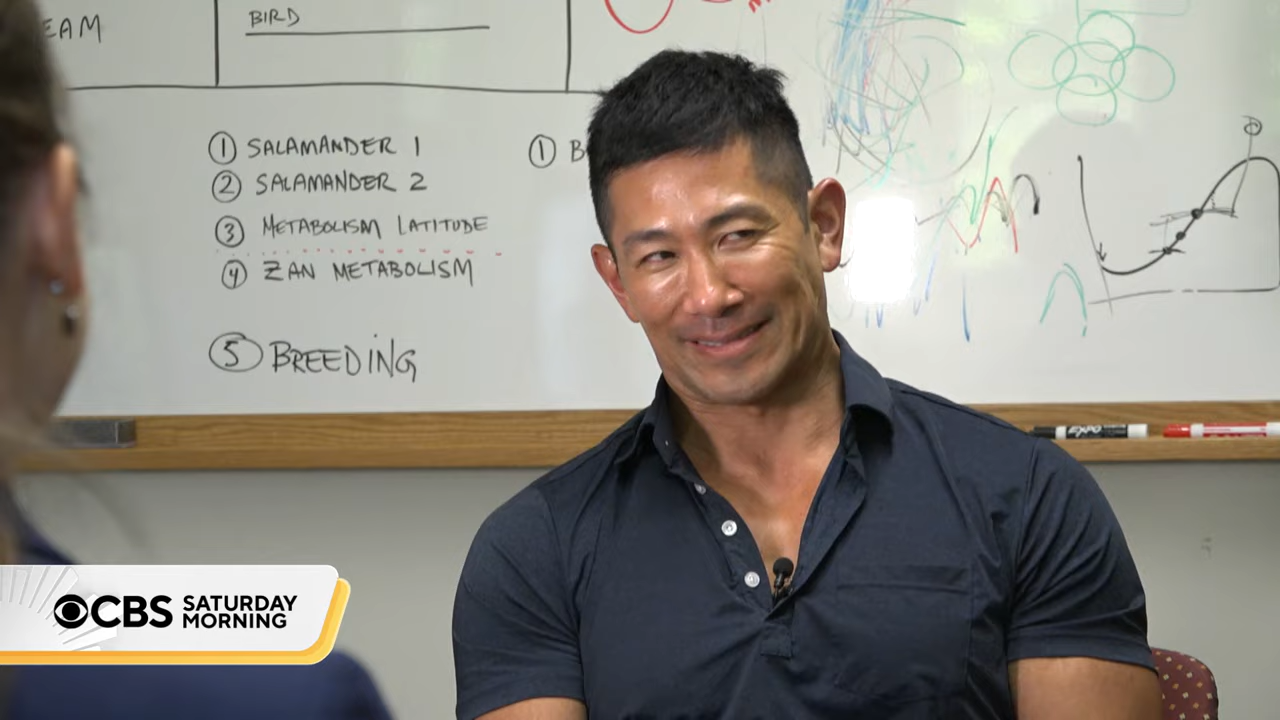 EAM
BIRD
① SALAMANDER 1
② SALAMANDER 2
③ METABOLISM LATITUDE
④ ZAN METABOLISM
⑤ BREEDING
① B
EXPO
CBS SATURDAY
MORNING